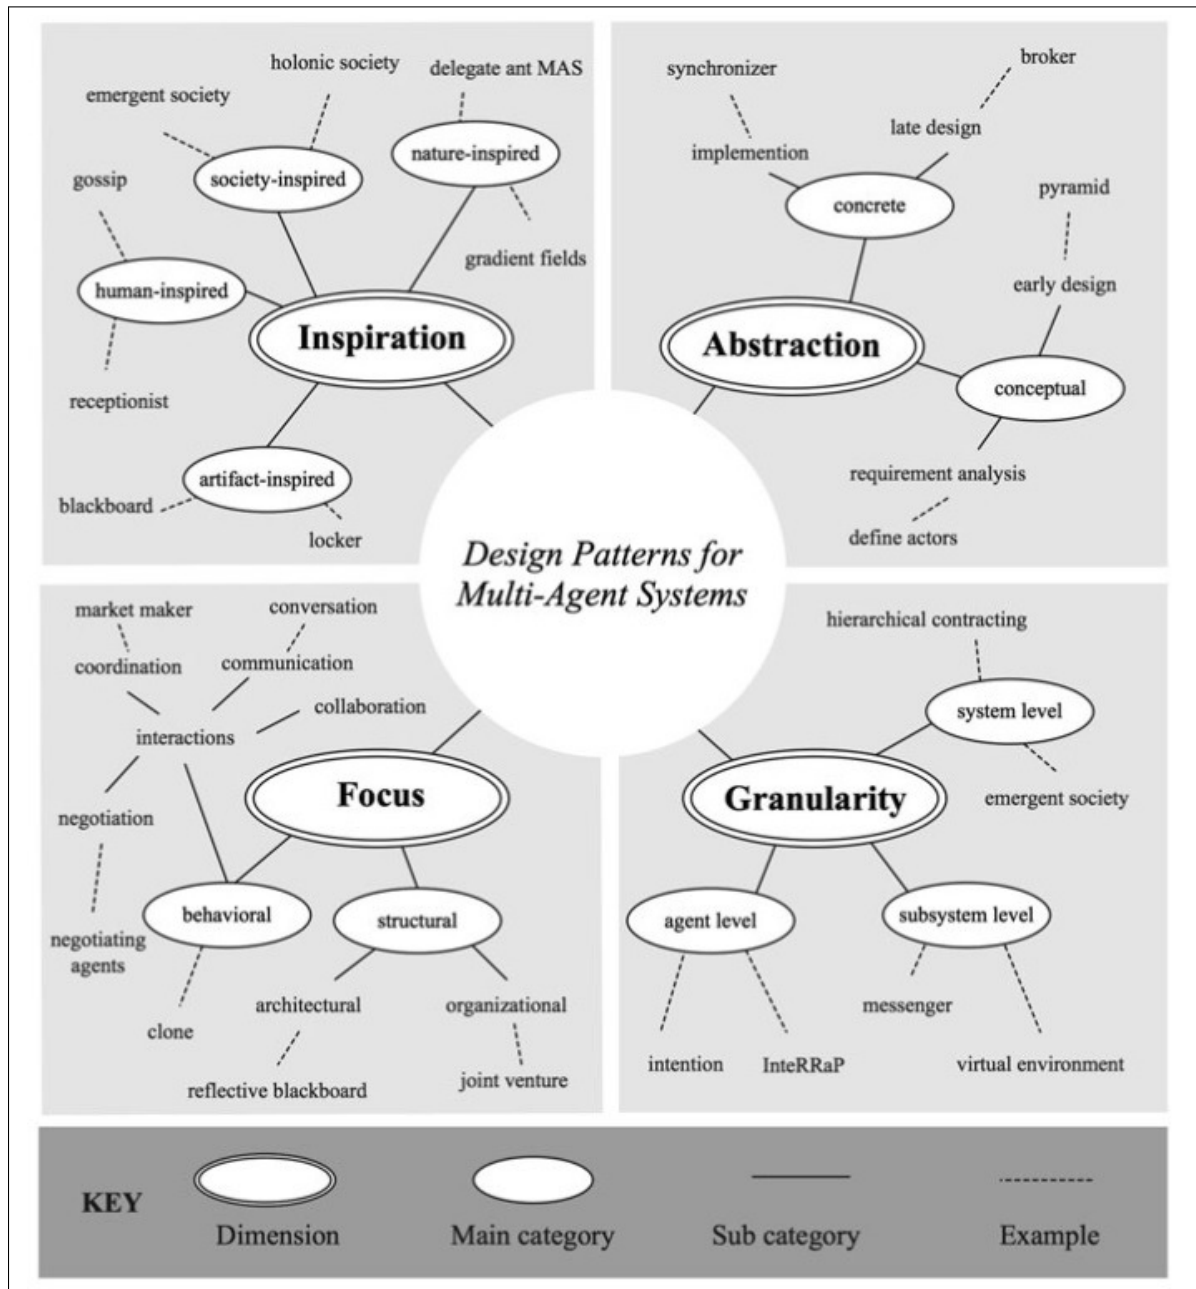 holonic society
delegate ant MAS
emergent society
nature-inspired
society-inspired
gossip
gradient fields
human-inspired
Inspiration
receptionist
artifact-inspired
blackboard
locker
broker
synchronizer
late design
implemention
pyramid
concrete
early design
Abstraction
conceptual
requirement analysis
define actors
Design Patterns for
Multi-Agent Systems
market maker
conversation
coordination
communication
collaboration
interactions
Focus
negotiation
behavioral
structural
negotiating
agents
architectural
organizational
clone
joint venture
reflective blackboard
hierarchical contracting
system level
Granularity
emergent society
agent level
subsystem level
messenger
intention
InteRRaP
virtual environment
KEY
Dimension
Main category
Sub category
Example